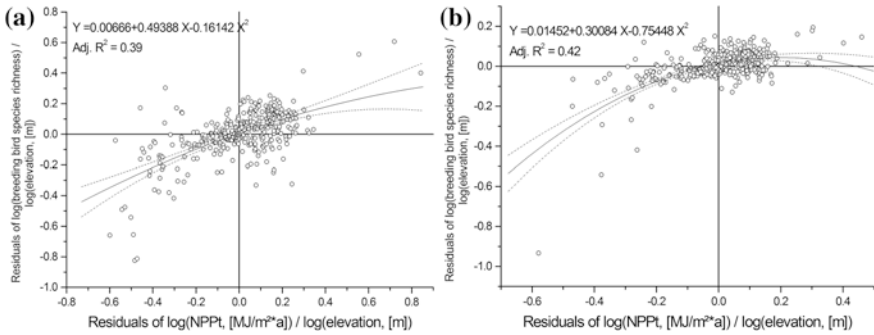 (a)
Y =0.00666+0.49388 X-0.16142 X²
Adj. R² = 0.39
Residuals of log(breeding bird species richness) /
log(elevation, [m])
1.0
0.8
0.6
0.4
0.2
0.0
-0.2
-0.4
-0.6
-0.8
-1.0
-0.8 -0.6 -0.4 -0.2 0.0 0.2 0.4 0.6 0.8
Residuals of log(NPPt, [MJ/m²*a]) / log(elevation, [m])
(b)
Y =0.01452+0.30084 X-0.75448 X²
Adj. R² = 0.42
Residuals of log(breeding bird species richness) /
log(elevation, [m])
0.2
0.0
-0.2
-0.4
-0.6
-0.8
-1.0
-0.6 -0.4 -0.2 0.0 0.2 0.4
Residuals of log(NPPt, [MJ/m²*a]) / log(elevation, [m])